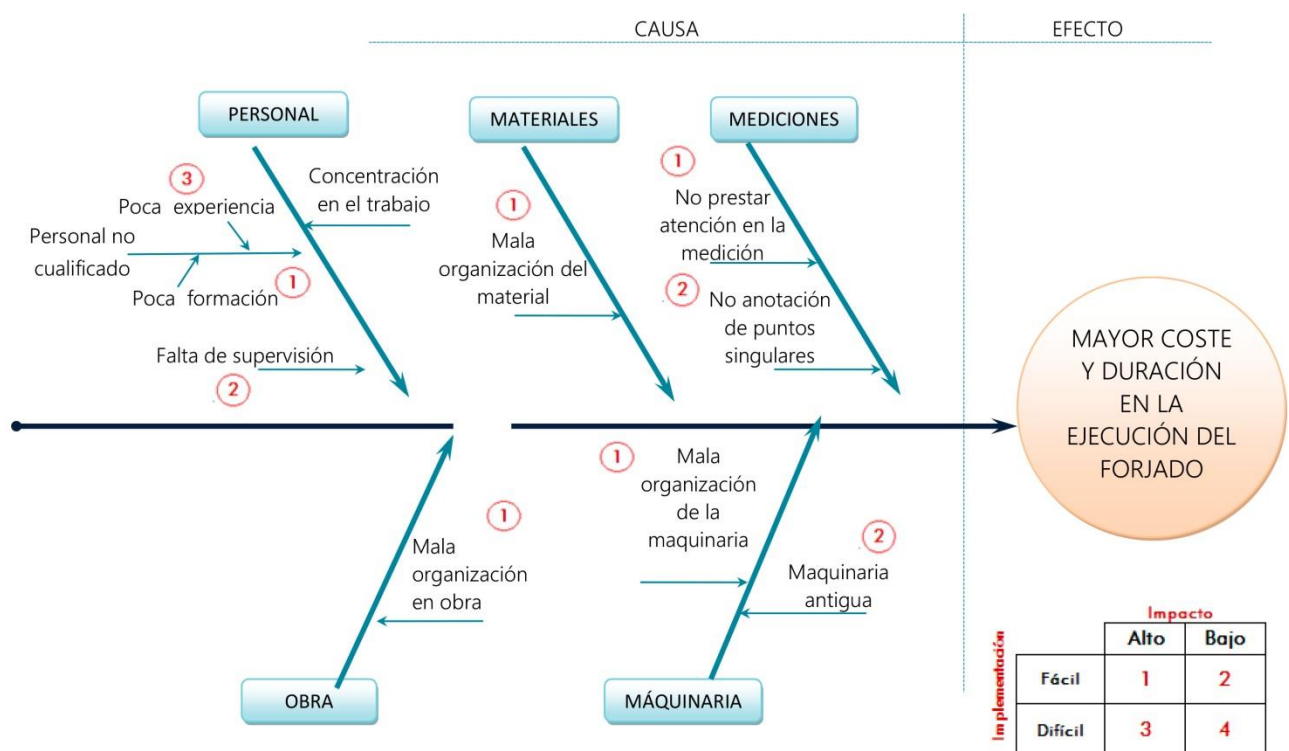 CAUSA
EFECTO
PERSONAL
MATERIALES
MEDICIONES
3
Poca experiencia
Concentración
en el trabajo
Personal no
cualificado
Poca formación
1
Falta de supervisión
2
1
Mala
organización del
material
1
No prestar
atención en la
medición
2
No anotación
de puntos
singulares
MAYOR COSTE
Y DURACIÓN
EN LA
EJECUCIÓN DEL
FORJADO
1
Mala
organización
en obra
1
Mala
organización
de la
maquinaria
2
Maquinaria
antigua
OBRA
MÁQUINARIA
Impacto
Alto Bajo
Implementación
Fácil 1 2
Difícil 3 4